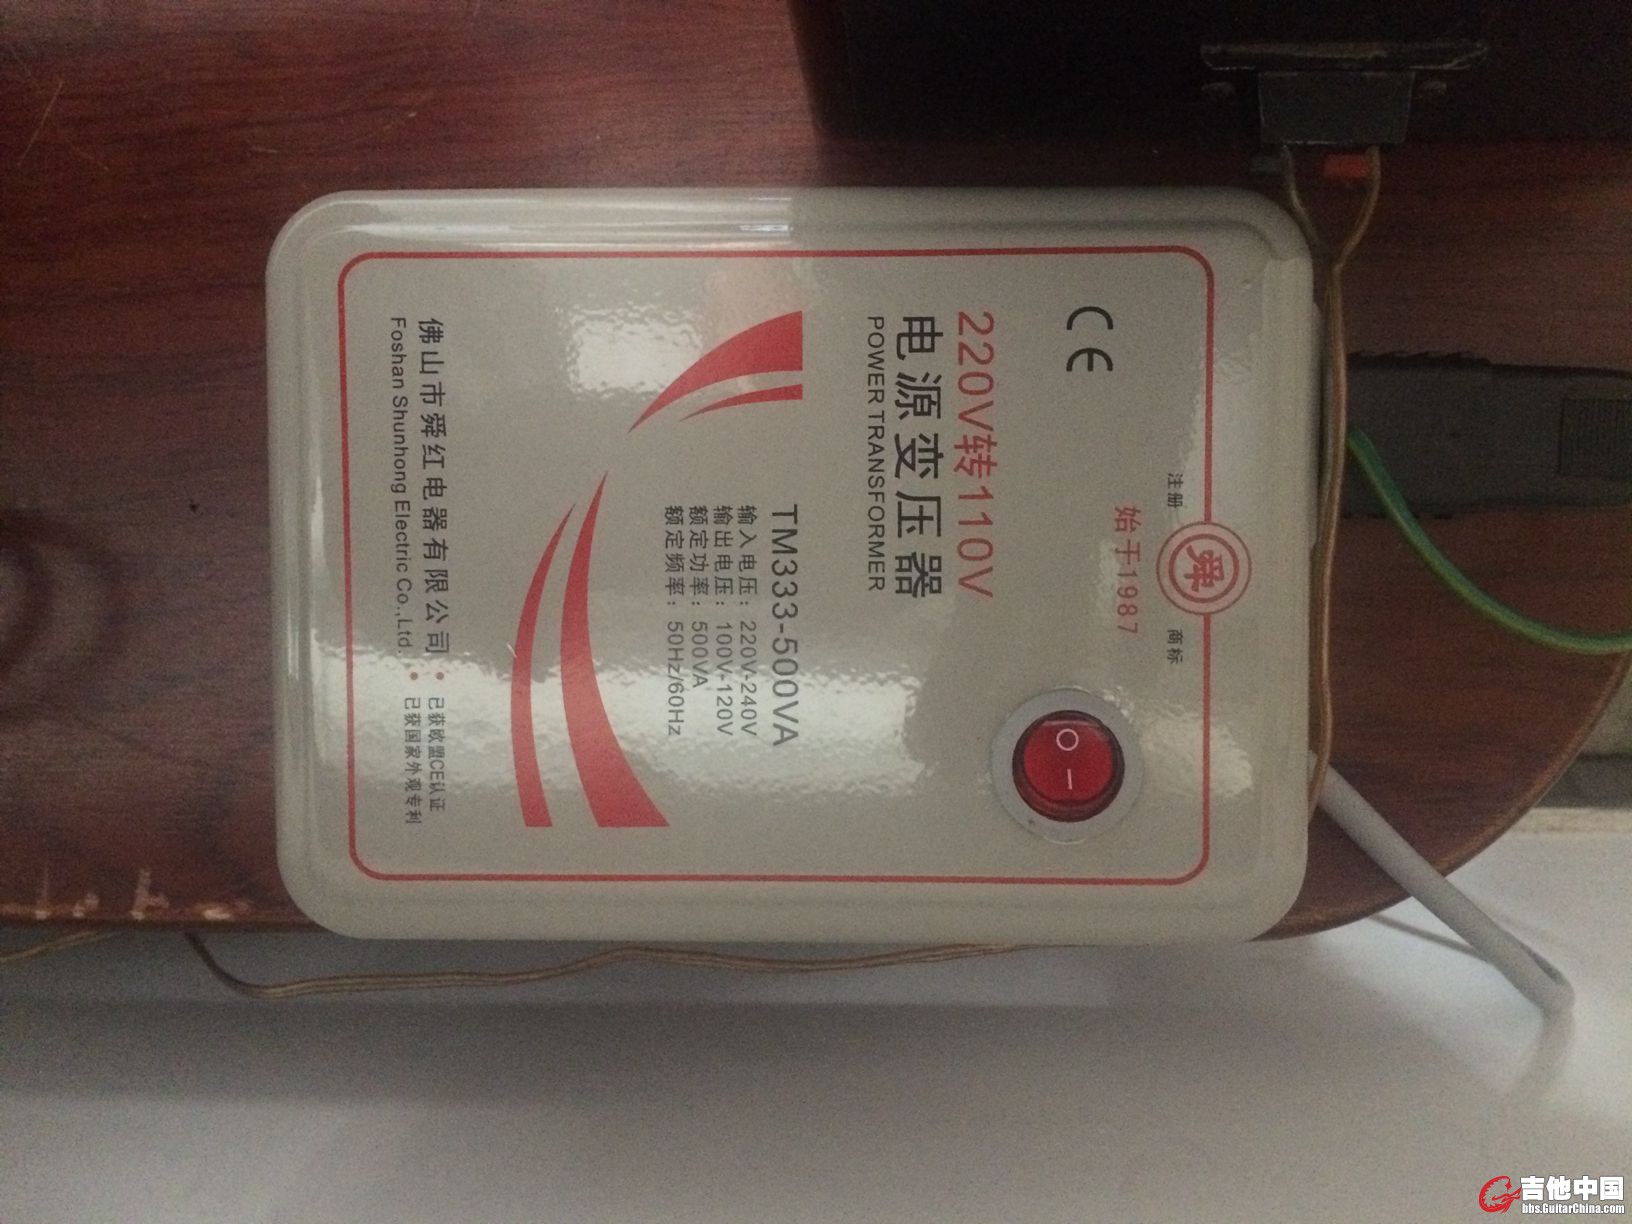 注册
舜
商标
始于1987
CE
220V转110V
电源变压器
POWER TRANSFORMER
TM333-500VA
输入电压：220V-240V
输出电压：100V-120V
额定功率：500VA
额定频率：50Hz/60Hz
佛山市舜红电器有限公司
Foshan Shunhong Electric Co.,Ltd.
已获欧盟CE认证
已获国家外观专利
吉他中国
bbs.GuitarChina.com